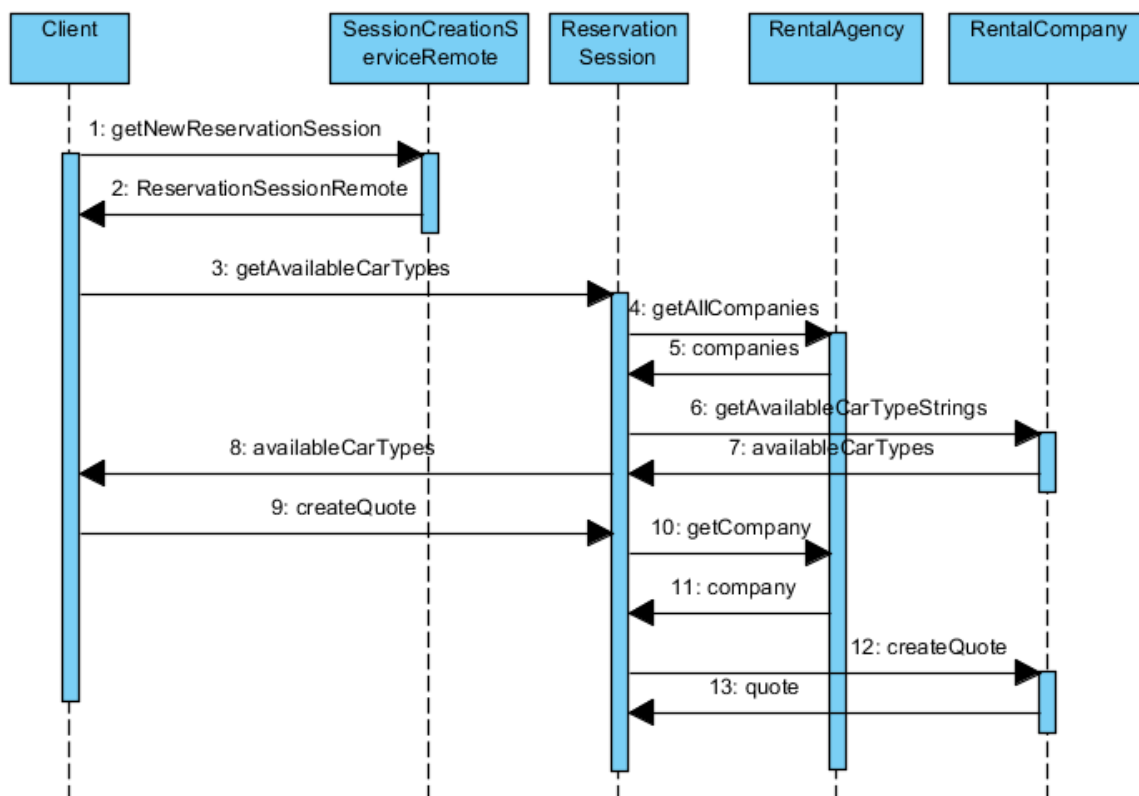 Client
SessionCreationS
erviceRemote
Reservation
Session
RentalAgency
RentalCompany
1: getNewReservationSession
2: ReservationSessionRemote
3: getAvailableCarTypes
4: getAllCompanies
5: companies
6: getAvailableCarTypeStrings
7: availableCarTypes
8: availableCarTypes
9: createQuote
10: getCompany
11: company
12: createQuote
13: quote